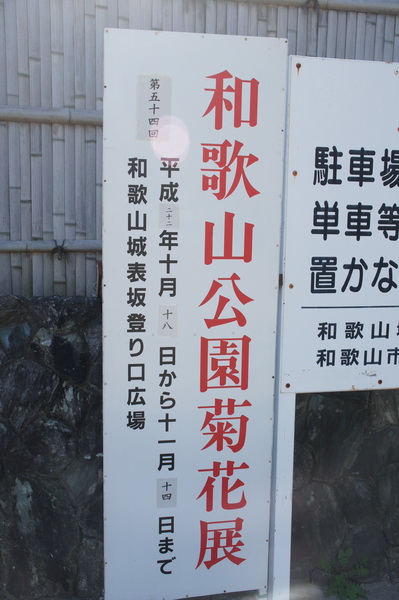 和歌山公園菊花展
第五十四回
平成二十二年十月十八日から十一月十四日まで
和歌山城表坂登り口広場
駐車場
単車等
置かな
和歌山城
和歌山市